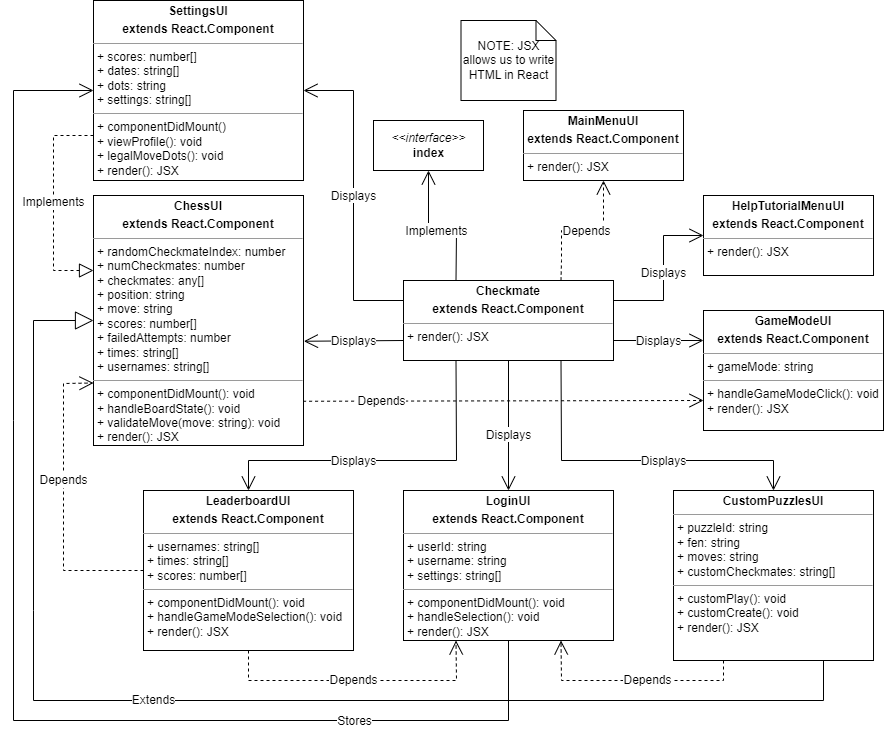 SettingsUI
extends React.Component
+ scores: number[]
+ dates: string[]
+ dots: string
+ settings: string[]
+ componentDidMount()
+ viewProfile(): void
+ legalMoveDots(): void
+ render(): JSX
NOTE: JSX
allows us to write
HTML in React
<<interface>>
index
MainMenuUI
extends React.Component
+ render(): JSX
Implements
Displays
Implements
Depends
ChessUI
extends React.Component
+ randomCheckmateIndex: number
+ numCheckmates: number
+ checkmates: any[]
+ position: string
+ move: string
+ scores: number[]
+ failedAttempts: number
+ times: string[]
+ usernames: string[]
+ componentDidMount(): void
+ handleBoardState(): void
+ validateMove(move: string): void
+ render(): JSX
HelpTutorialMenuUI
extends React.Component
+ render(): JSX
Displays
Checkmate
extends React.Component
+ render(): JSX
Displays
Displays
GameModeUI
extends React.Component
+ gameMode: string
+ handleGameModeClick(): void
+ render(): JSX
Depends
Displays
Displays
Displays
Depends
LeaderboardUI
extends React.Component
+ usernames: string[]
+ times: string[]
+ scores: number[]
+ componentDidMount(): void
+ handleGameModeSelection(): void
+ render(): JSX
LoginUI
extends React.Component
+ userId: string
+ username: string
+ settings: string[]
+ componentDidMount(): void
+ handleSelection(): void
+ render(): JSX
CustomPuzzlesUI
+ puzzleId: string
+ fen: string
+ moves: string
+ customCheckmates: string[]
+ customPlay(): void
+ customCreate(): void
+ render(): JSX
Depends
Depends
Extends
Stores